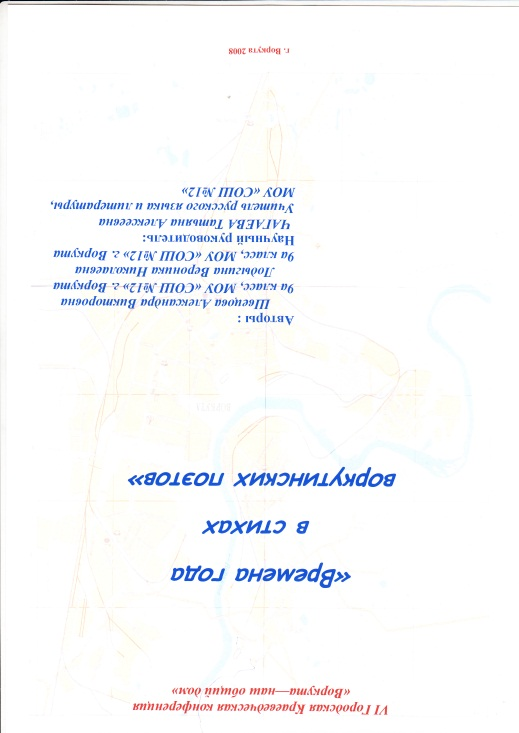 VI Городская Краеведческая конференция
«Воркута—наш общий дом»
«Времена года
в стихах
воркутинских поэтов»
Авторы :
Швецова Александра Викторовна
9а класс, МОУ «СОШ №12» г. Воркута
Лодыгина Вероника Николаевна
9а класс, МОУ «СОШ №12» г. Воркута
Научный руководитель:
ЧАГАЕВА Татьяна Алексеевна
Учитель русского языка и литературы,
МОУ «СОШ №12»
г. Воркута 2008